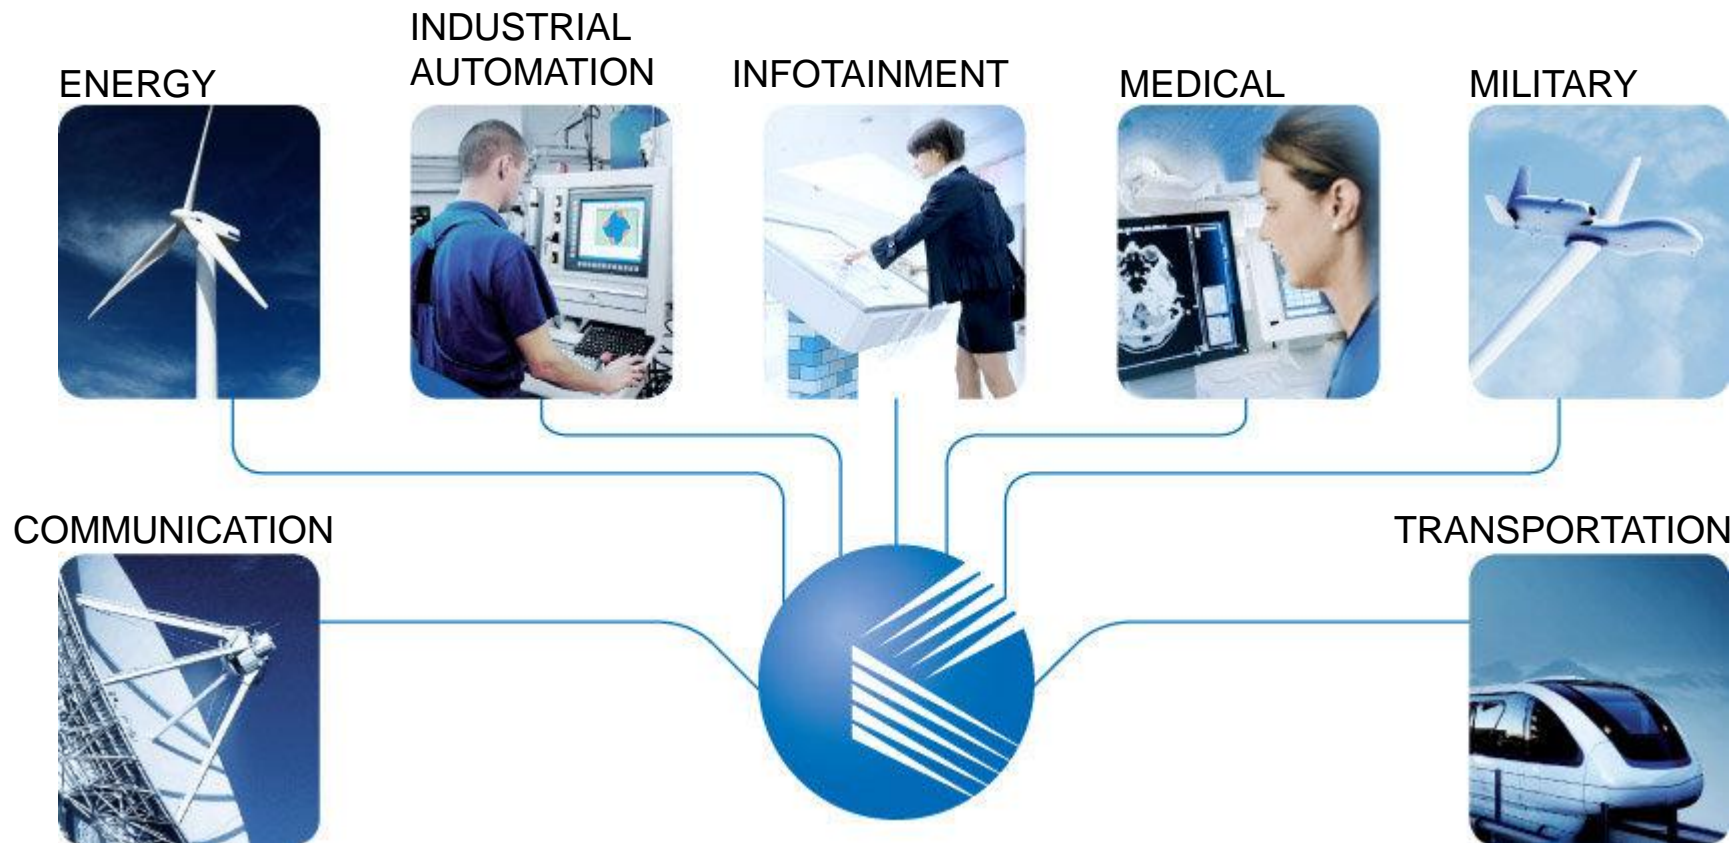 INDUSTRIAL
AUTOMATION
ENERGY
INFOTAINMENT
MEDICAL
MILITARY
COMMUNICATION
TRANSPORTATION